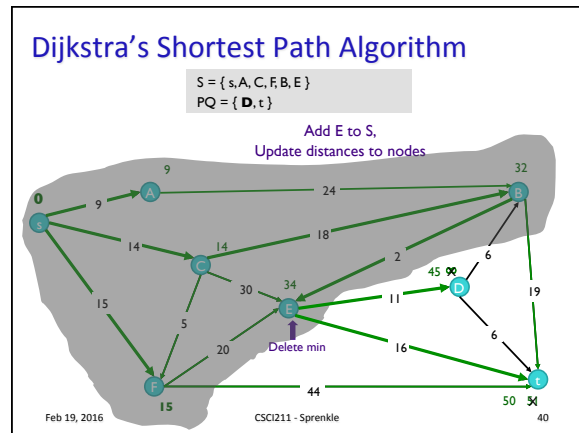 Dijkstra's Shortest Path Algorithm
S = { s, A, C, F, B, E }
PQ = { D, t }
Add E to S,
Update distances to nodes
9
32
0
A
24
B
s
9
14
14
18
C
2
6
45
D
34
30
19
15
E
11
5
Delete min
6
20
16
F
44
t
15
50
Feb 19, 2016
CSCI211 - Sprenkle
40